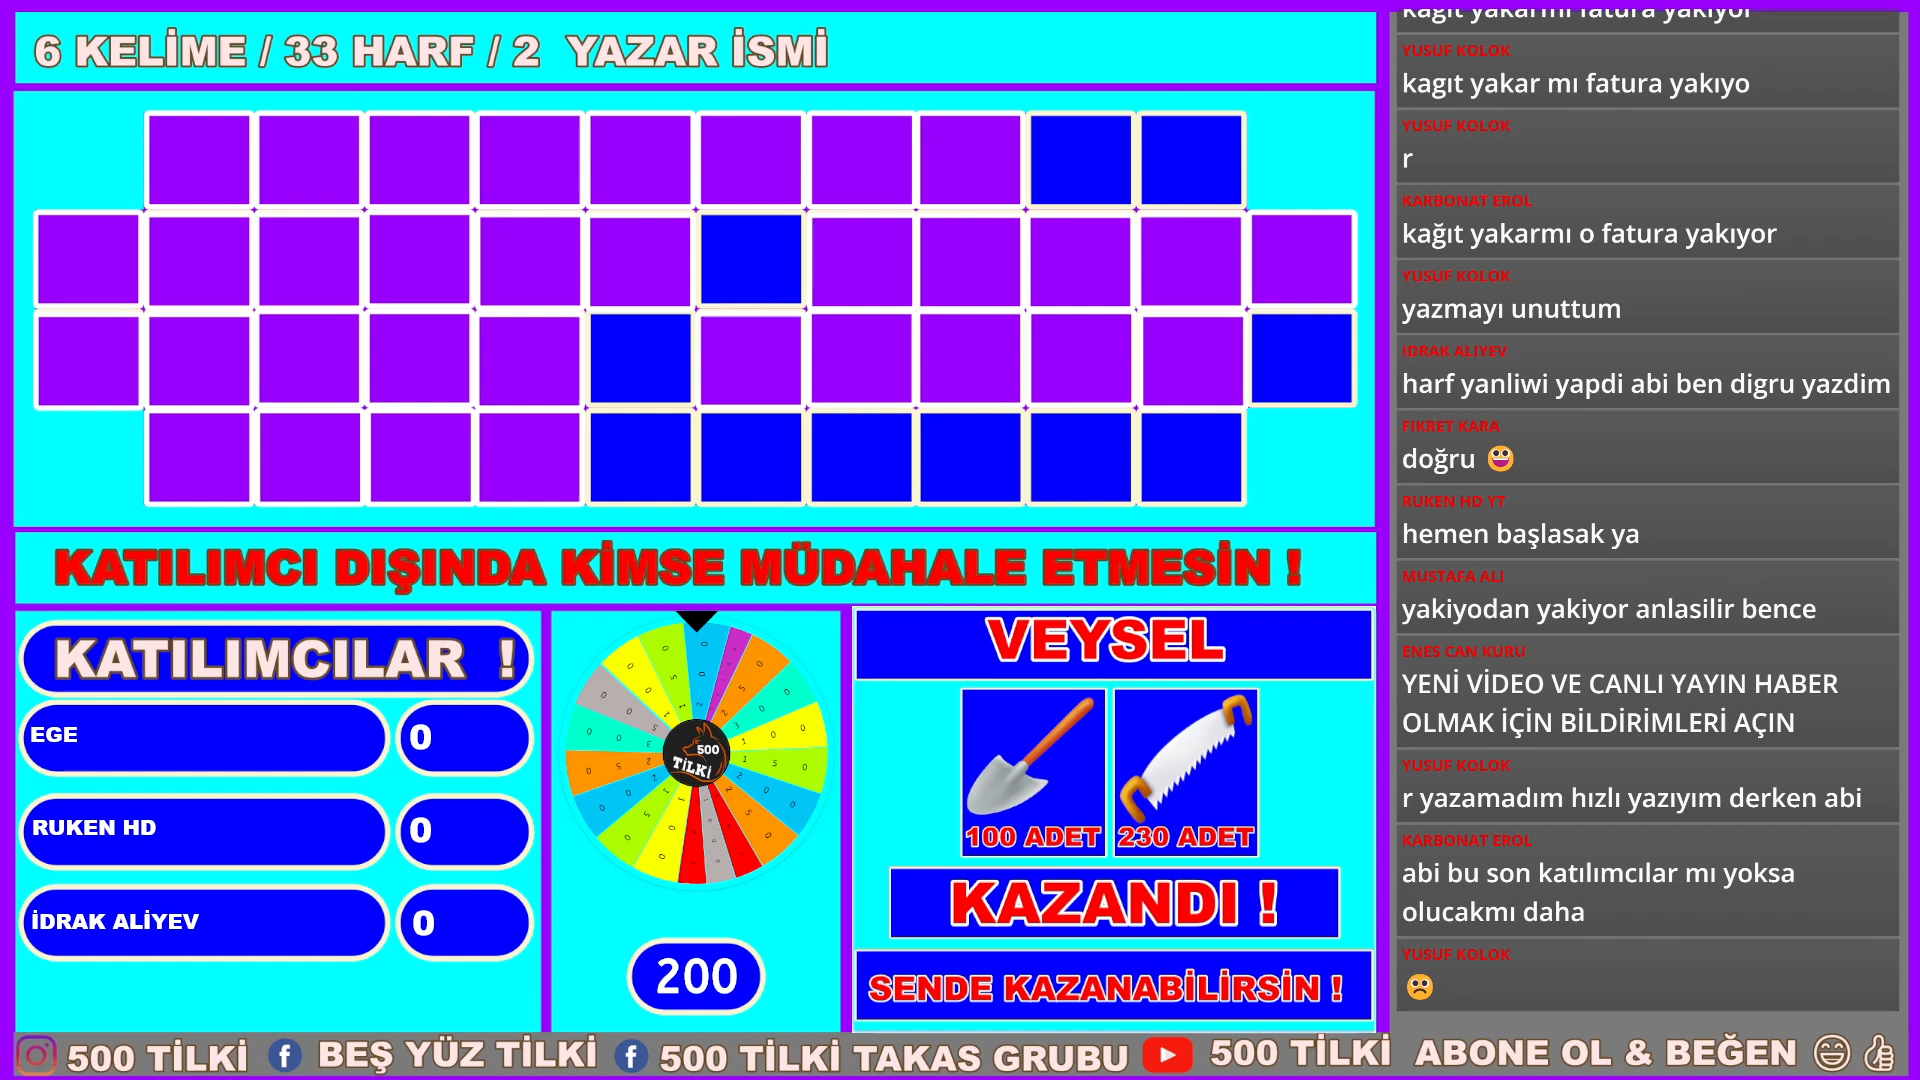 6 KELİME / 33 HARF / 2 YAZAR İSMİ
KATILIMCI DIŞINDA KİMSE MÜDAHALE ETMESİN !
KATILIMCILAR !
EGE
0
RUKEN HD
0
İDRAK ALİYEV
0
500
TİLKİ
200
VEYSEL
100 ADET
230 ADET
KAZANDI !
SENDE KAZANABİLİRSİN !
kağıt yakarmı fatura yakıyor
YUSUF KOLOK
kagıt yakar mı fatura yakıyo
YUSUF KOLOK
r
KARBONAT EROL
kağıt yakarmı o fatura yakıyor
YUSUF KOLOK
yazmayı unuttum
IDRAK ALIYEV
harf yanliwi yapdi abi ben digru yazdim
FIKRET KARA
doğru
RUKEN HD YT
hemen başlasak ya
MUSTAFA ALI
yakiyodan yakiyor anlasilir bence
ENES CAN KURU
YENİ VİDEO VE CANLI YAYIN HABER
OLMAK İÇİN BİLDİRİMLERİ AÇIN
YUSUF KOLOK
r yazamadım hızlı yazıyım derken abi
KARBONAT EROL
abi bu son katılımcılar mı yoksa
olucakmı daha
YUSUF KOLOK
500 TİLKİ BEŞ YÜZ TİLKİ 500 TİLKİ TAKAS GRUBU 500 TİLKİ ABONE OL & BEĞEN